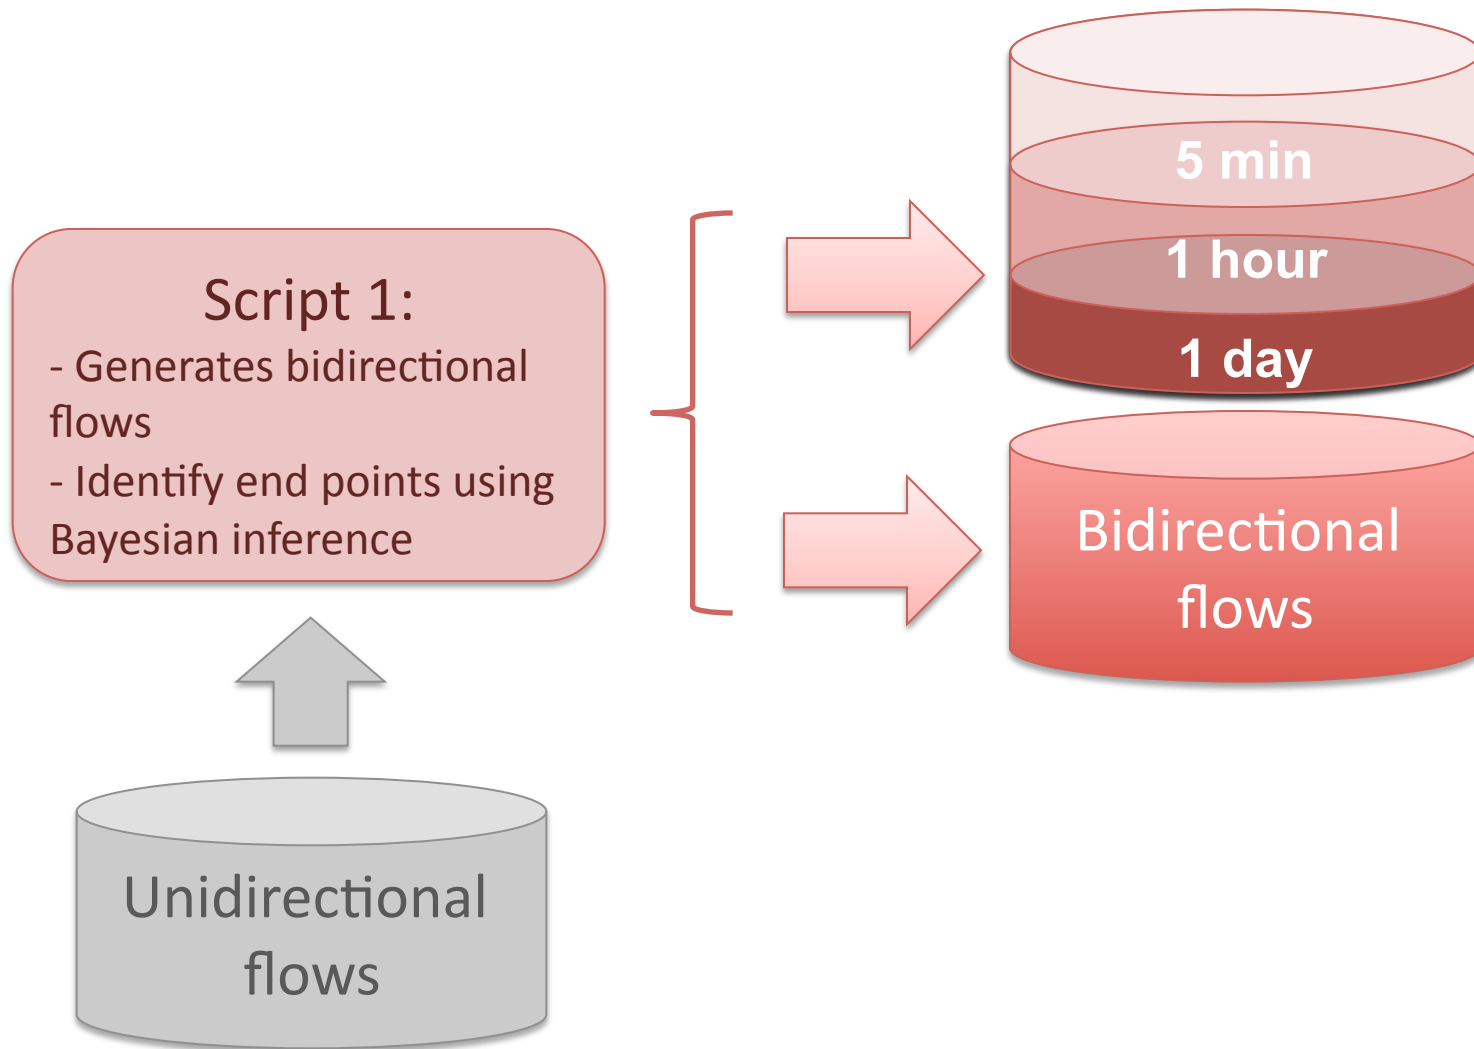 Script 1:
- Generates bidirectional
flows
- Identify end points using
Bayesian inference
5 min
1 hour
1 day
Bidirectional
flows
Unidirectional
flows